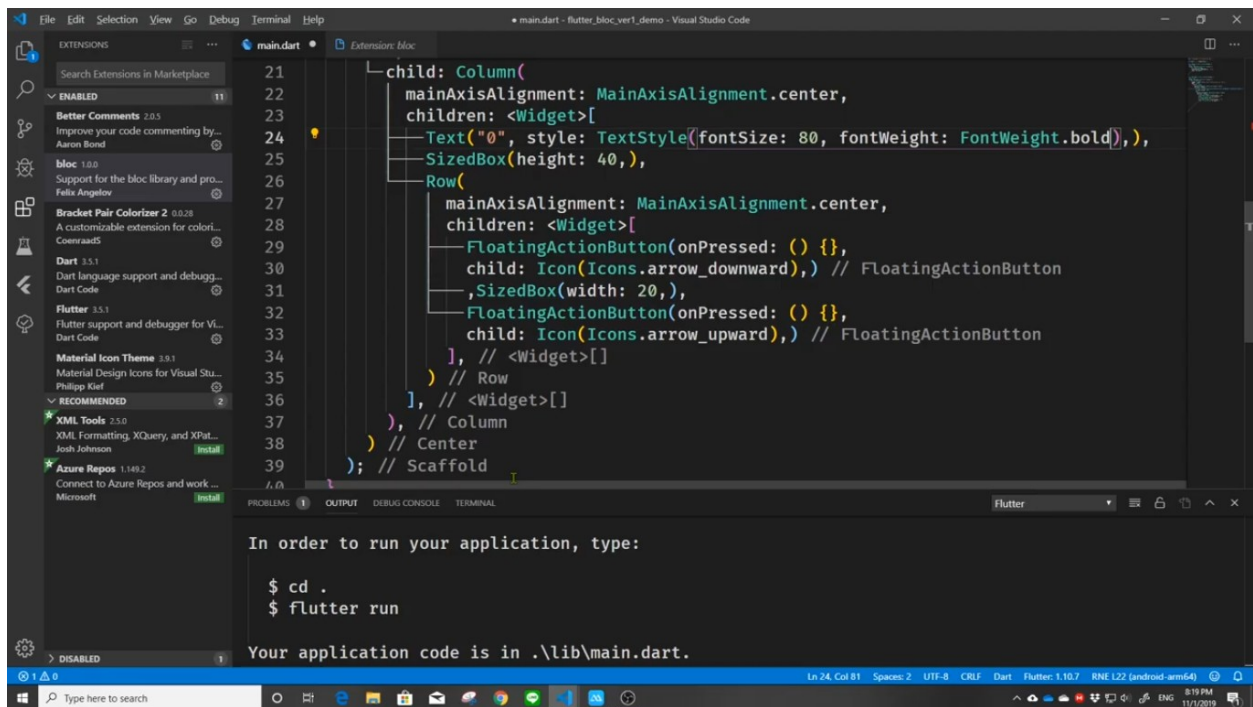 File Edit Selection View Go Debug Terminal Help
● main.dart - flutter_bloc_ver1_demo - Visual Studio Code
EXTENSIONS
main.dart
Extension: bloc
Search Extensions in Marketplace
ENABLED 11
Better Comments 2.0.5
Improve your code commenting by...
Aaron Bond
bloc 1.0.0
Support for the bloc library and pro...
Felix Angelov
Bracket Pair Colorizer 2 0.0.28
A customizable extension for colori...
CoenraadS
Dart 3.5.1
Dart language support and debugg...
Dart Code
Flutter 3.5.1
Flutter support and debugger for Vi...
Dart Code
Material Icon Theme 3.9.1
Material Design Icons for Visual Stu...
Philipp Kief
RECOMMENDED 2
XML Tools 2.5.0
XML Formatting, XQuery, and XPat...
Josh Johnson Install
Azure Repos 1.149.2
Connect to Azure Repos and work ...
Microsoft Install
DISABLED 1
21 child: Column(
22 mainAxisAlignment: MainAxisAlignment.center,
23 children: <Widget>[
24 Text("0", style: TextStyle(fontSize: 80, fontWeight: FontWeight.bold),),
25 SizedBox(height: 40,),
26 Row(
27 mainAxisAlignment: MainAxisAlignment.center,
28 children: <Widget>[
29 FloatingActionButton(onPressed: () {},
30 child: Icon(Icons.arrow_downward),) // FloatingActionButton
31 ,SizedBox(width: 20,),
32 FloatingActionButton(onPressed: () {},
33 child: Icon(Icons.arrow_upward),) // FloatingActionButton
34 ], // <Widget>[]
35 ) // Row
36 ], // <Widget>[]
37 ), // Column
38 ) // Center
39 ); // Scaffold
40 }
PROBLEMS 1 OUTPUT DEBUG CONSOLE TERMINAL
Flutter
In order to run your application, type:
$ cd .
$ flutter run
Your application code is in .\lib\main.dart.
1 0
Ln 24, Col 81 Spaces: 2 UTF-8 CRLF Dart Flutter: 1.10.7 RNE L22 (android-arm64)
Type here to search
ENG
8:19 PM
11/1/2019